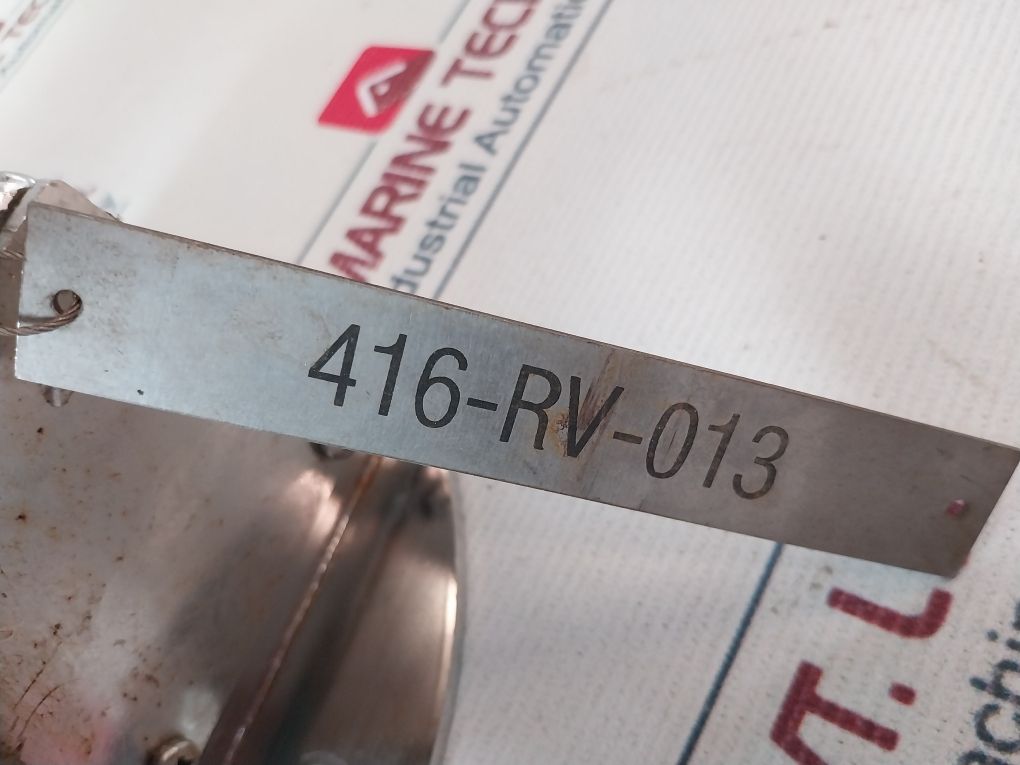 MARINE TEC
Industrial Automati
416-RV-013